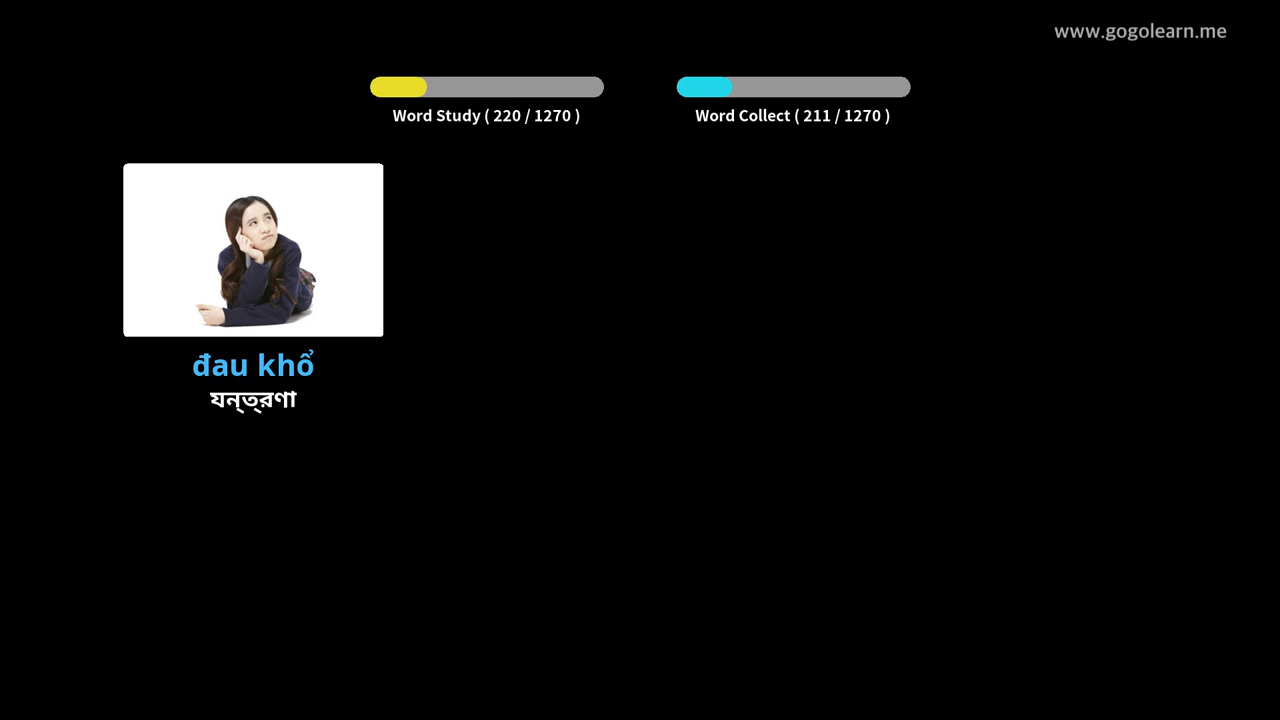 www.gogolearn.me
Word Study ( 220 / 1270 )
Word Collect ( 211 / 1270 )
đau khổ
যন্ত্রণা